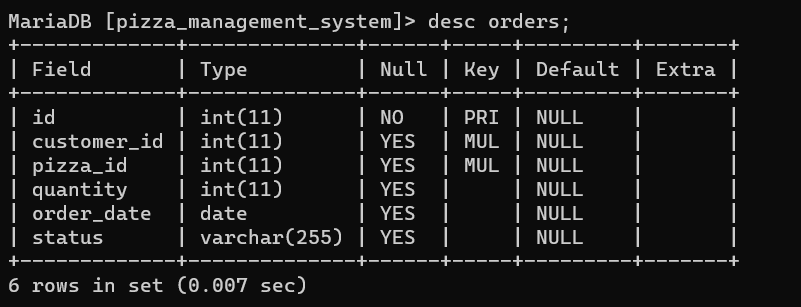 MariaDB [pizza_management_system]> desc orders;
+-------------+--------------+------+-----+---------+-------+
| Field       | Type         | Null | Key | Default | Extra |
+-------------+--------------+------+-----+---------+-------+
| id          | int(11)      | NO   | PRI | NULL    |       |
| customer_id | int(11)      | YES  | MUL | NULL    |       |
| pizza_id    | int(11)      | YES  | MUL | NULL    |       |
| quantity    | int(11)      | YES  |     | NULL    |       |
| order_date  | date         | YES  |     | NULL    |       |
| status      | varchar(255) | YES  |     | NULL    |       |
+-------------+--------------+------+-----+---------+-------+
6 rows in set (0.007 sec)